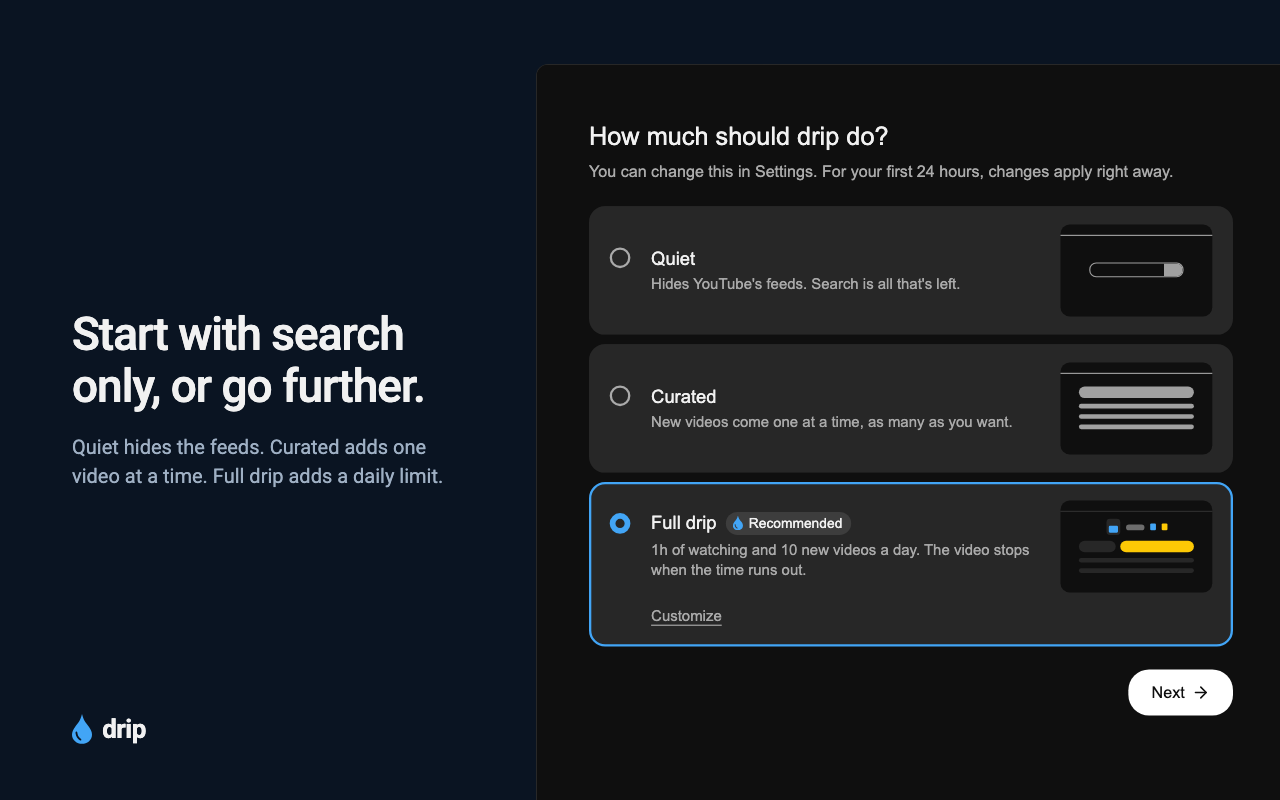 Start with search
only, or go further.
Quiet hides the feeds. Curated adds one
video at a time. Full drip adds a daily limit.
drip
How much should drip do?
You can change this in Settings. For your first 24 hours, changes apply right away.
Quiet
Hides YouTube's feeds. Search is all that's left.
Curated
New videos come one at a time, as many as you want.
Full drip Recommended
1h of watching and 10 new videos a day. The video stops
when the time runs out.
Customize
Next →